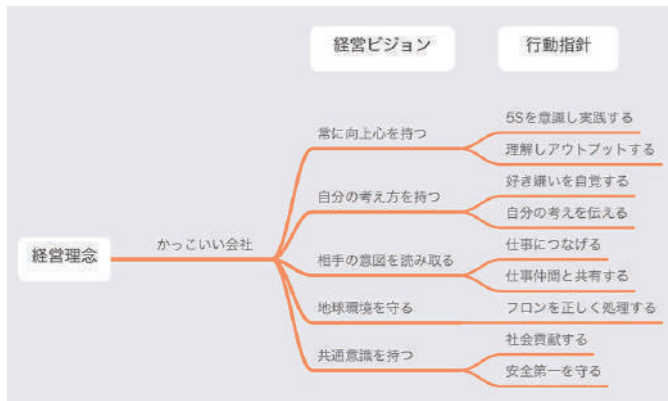 経営ビジョン
行動指針
経営理念
かっこいい会社
常に向上心を持つ
5Sを意識し実践する
理解しアウトプットする
自分の考え方を持つ
好き嫌いを自覚する
自分の考えを伝える
相手の意図を読み取る
仕事につなげる
仕事仲間と共有する
地球環境を守る
フロンを正しく処理する
共通意識を持つ
社会貢献する
安全第一を守る